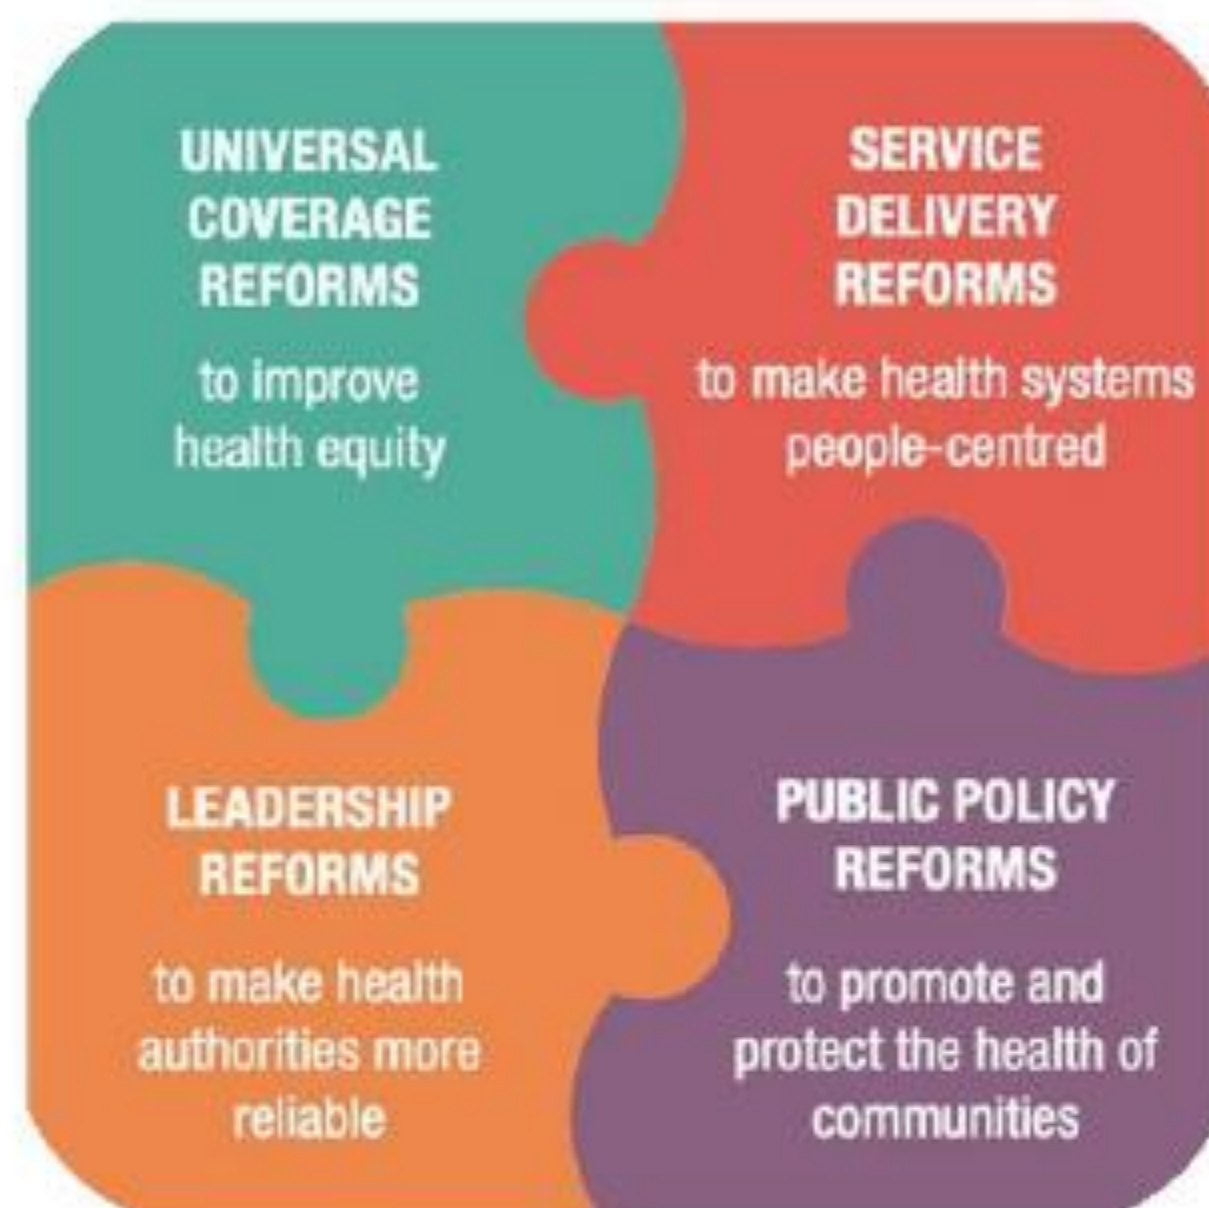 UNIVERSAL
COVERAGE
REFORMS
to improve
health equity
SERVICE
DELIVERY
REFORMS
to make health systems
people-centred
LEADERSHIP
REFORMS
to make health
authorities more
reliable
PUBLIC POLICY
REFORMS
to promote and
protect the health of
communities